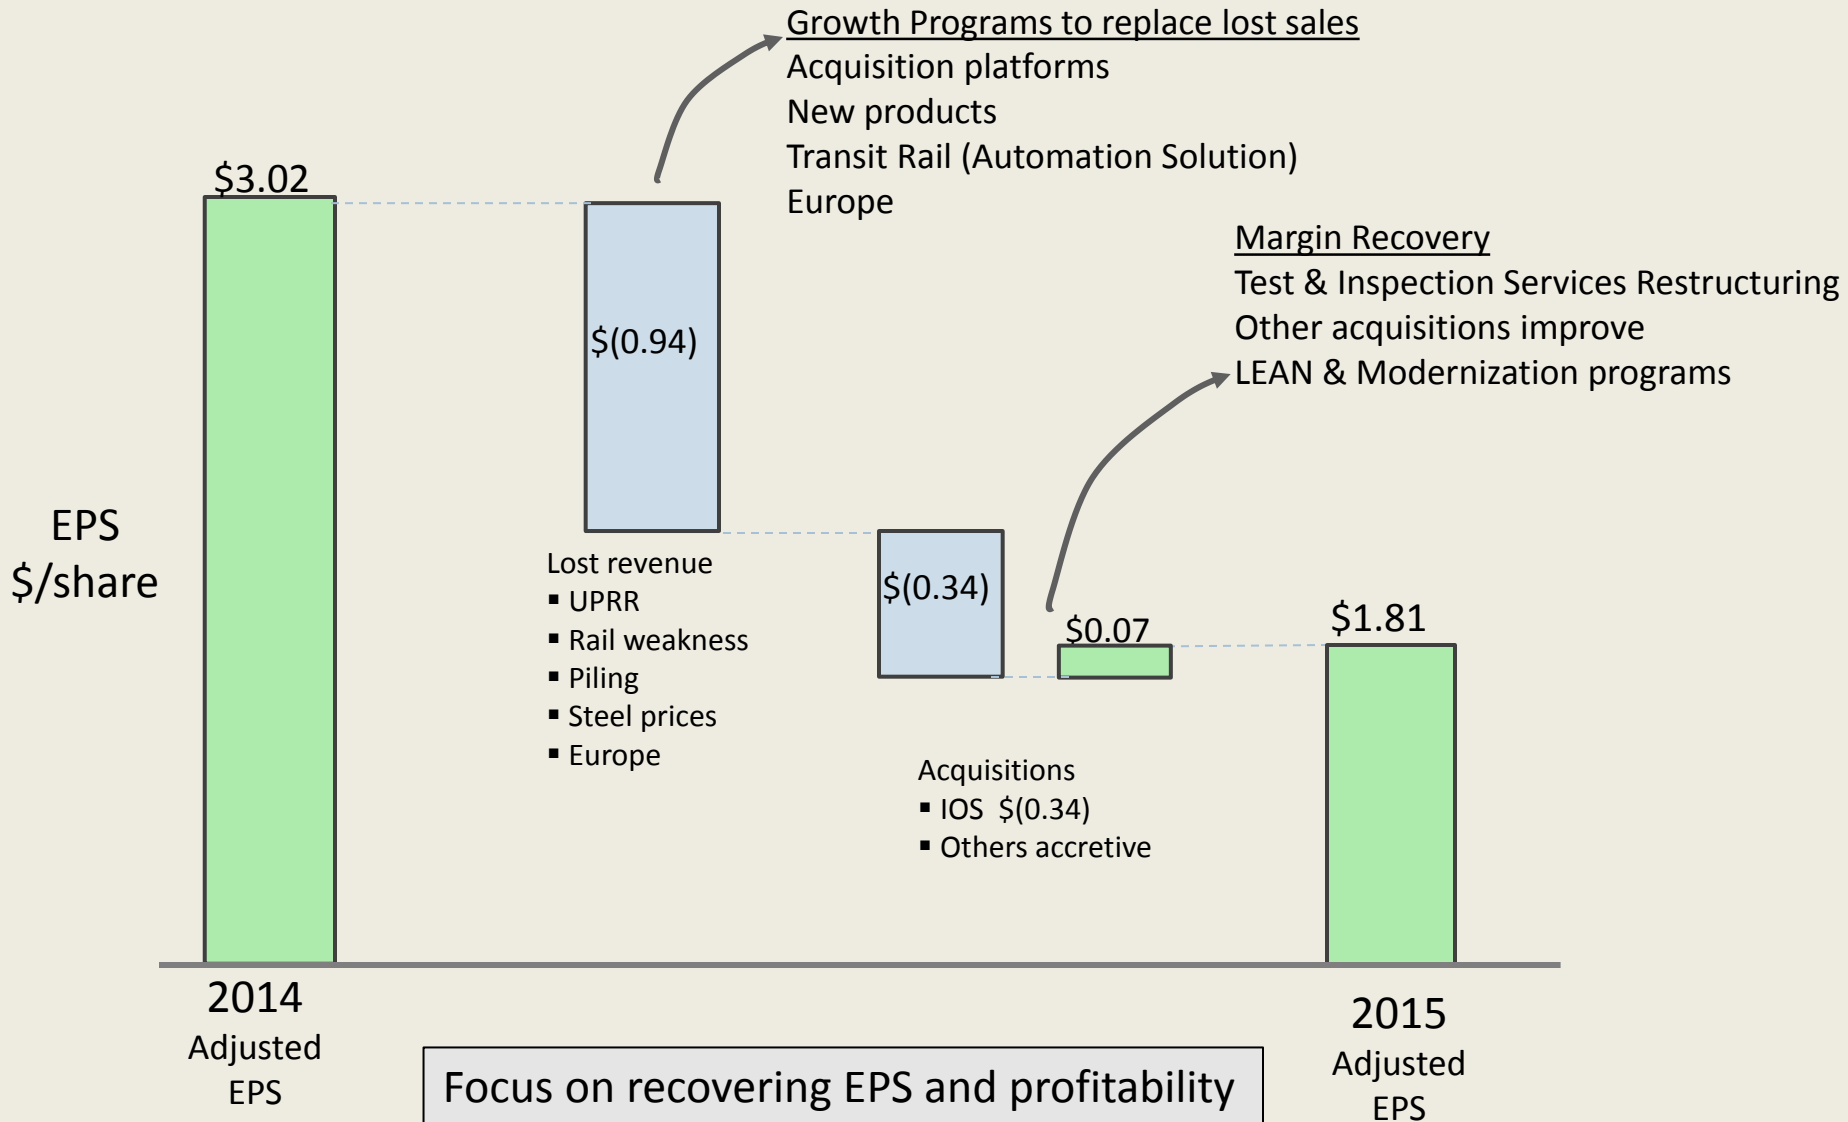 Growth Programs to replace lost sales
Acquisition platforms
New products
Transit Rail (Automation Solution)
Europe
$3.02
Margin Recovery
Test & Inspection Services Restructuring
Other acquisitions improve
LEAN & Modernization programs
$(0.94)
EPS
$/share
Lost revenue
▪ UPRR
▪ Rail weakness
▪ Piling
▪ Steel prices
▪ Europe
$(0.34)
$0.07
$1.81
Acquisitions
▪ IOS $(0.34)
▪ Others accretive
2014
Adjusted
EPS
2015
Adjusted
EPS
Focus on recovering EPS and profitability